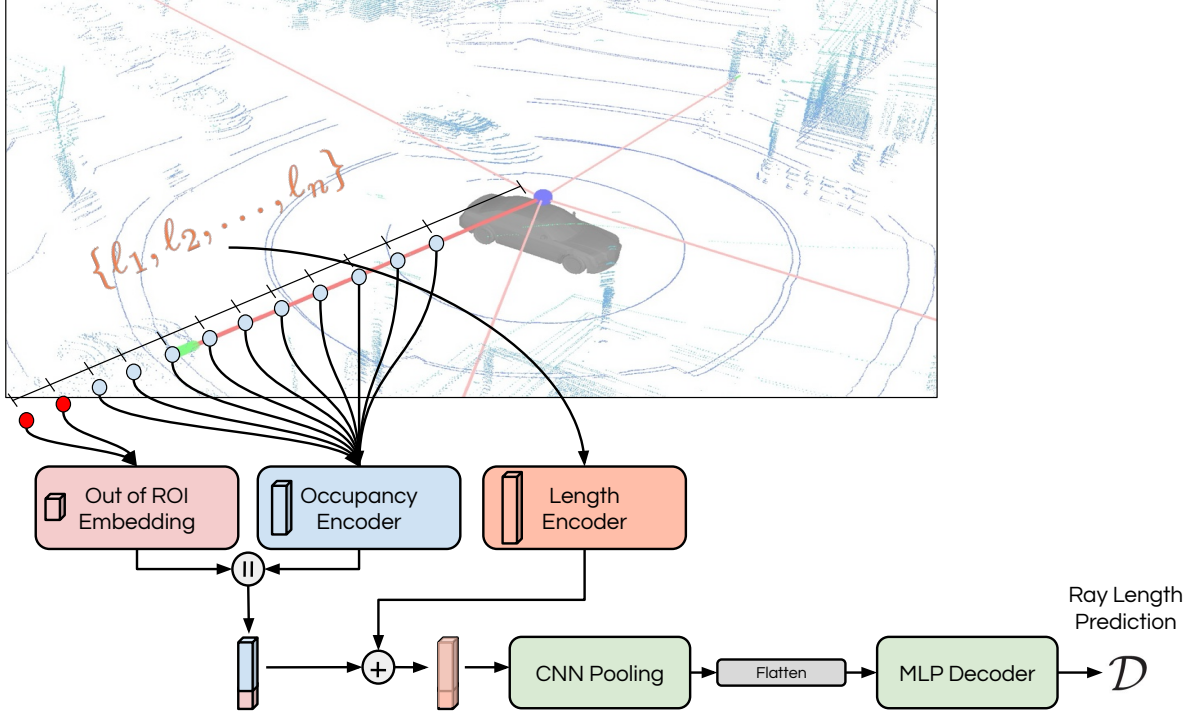 {ℓ₁, ℓ₂, . . . , ℓₙ}
Out of ROI
Embedding
Occupancy
Encoder
Length
Encoder
||
+
Ray Length
Prediction
CNN Pooling
Flatten
MLP Decoder
𝒟